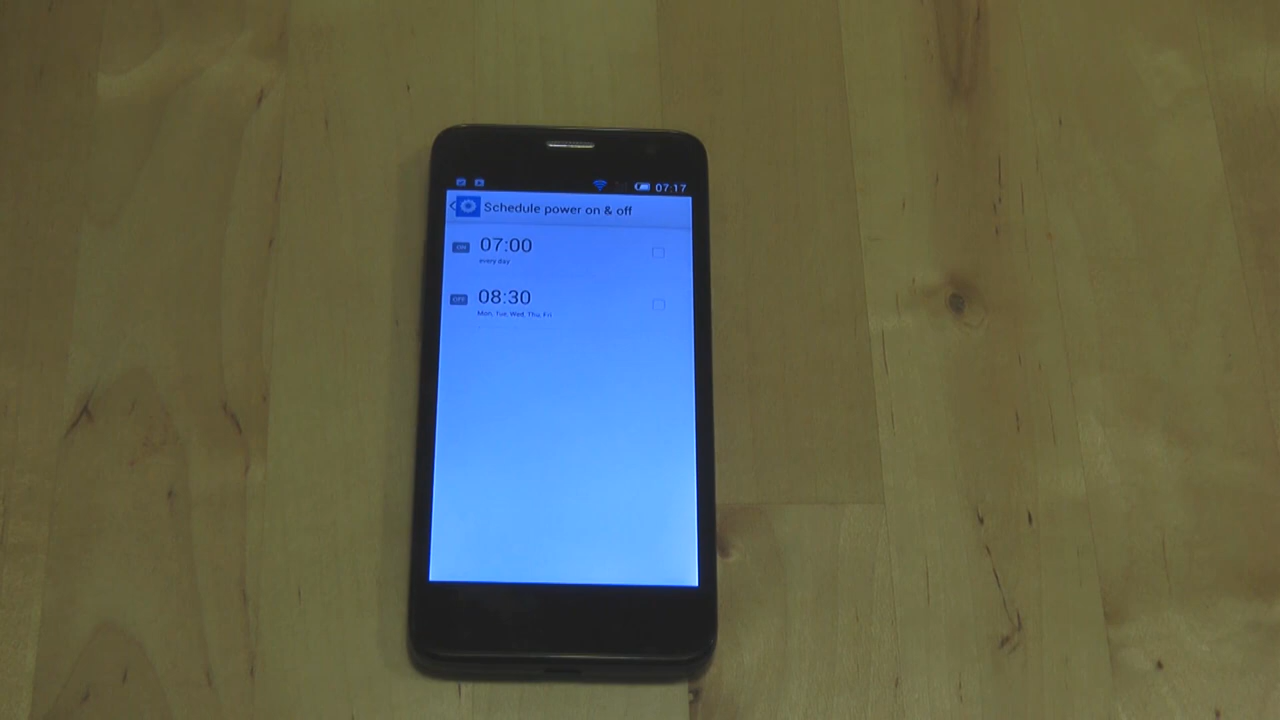 07:17
Schedule power on & off
ON
07:00
every day
OFF
08:30
Mon, Tue, Wed, Thu, Fri